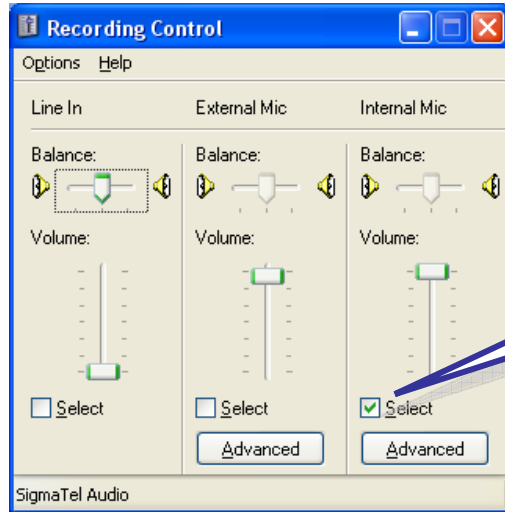 Recording Control
Options Help
Line In External Mic Internal Mic
Balance: Balance: Balance:
Volume: Volume: Volume:
Select Select Select
Advanced Advanced
SigmaTel Audio